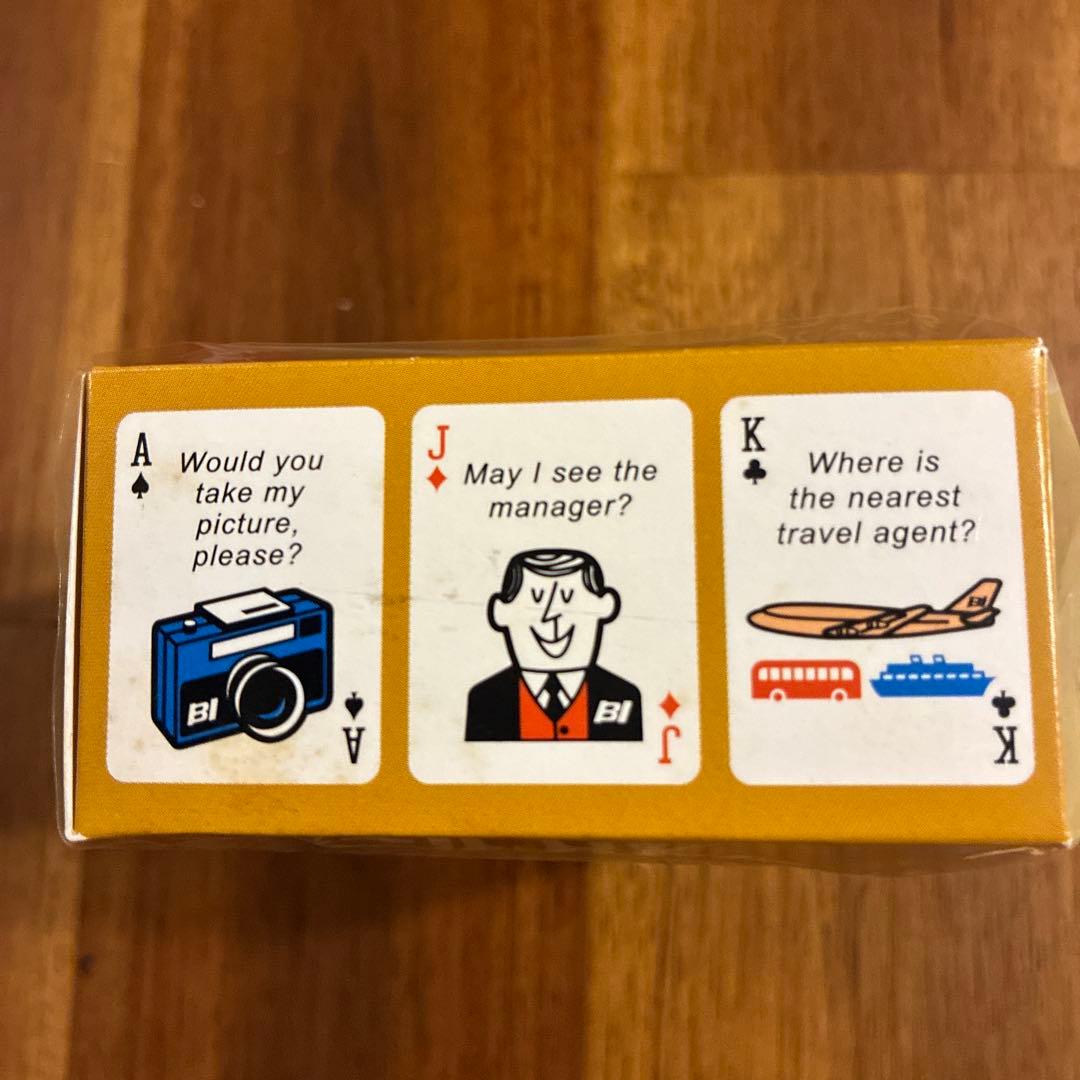 A
Would you
take my
picture,
please?
BI
A
J
May I see the
manager?
BI
J
K
Where is
the nearest
travel agent?
BI
K